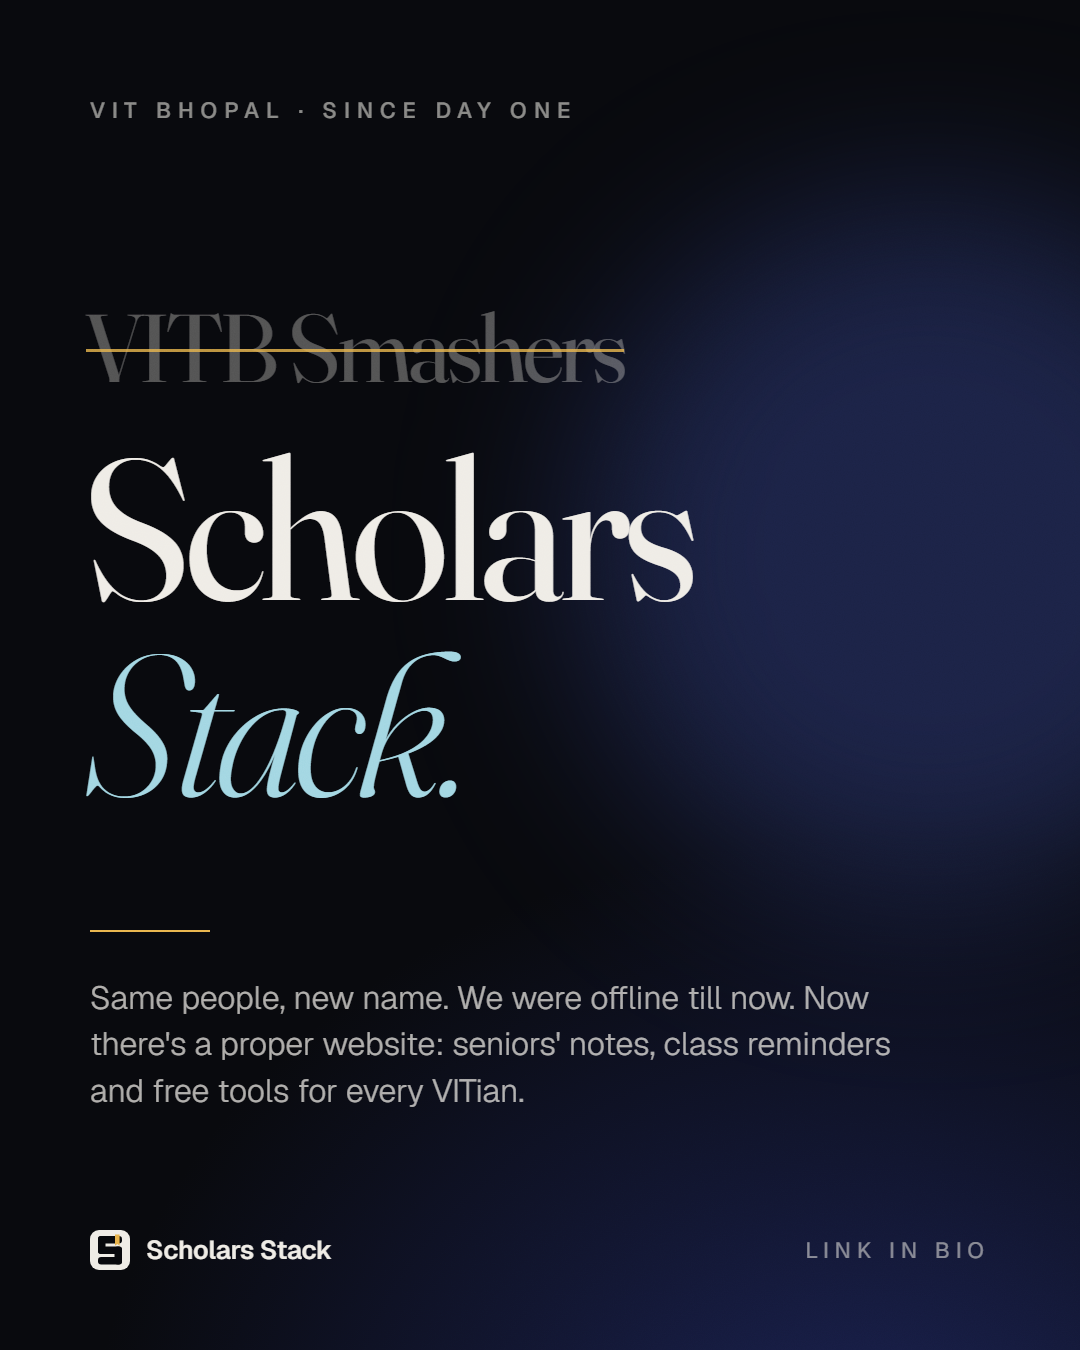 VIT BHOPAL · SINCE DAY ONE
VITB Smashers
Scholars
Stack.
Same people, new name. We were offline till now. Now
there's a proper website: seniors' notes, class reminders
and free tools for every VITian.
Scholars Stack
LINK IN BIO